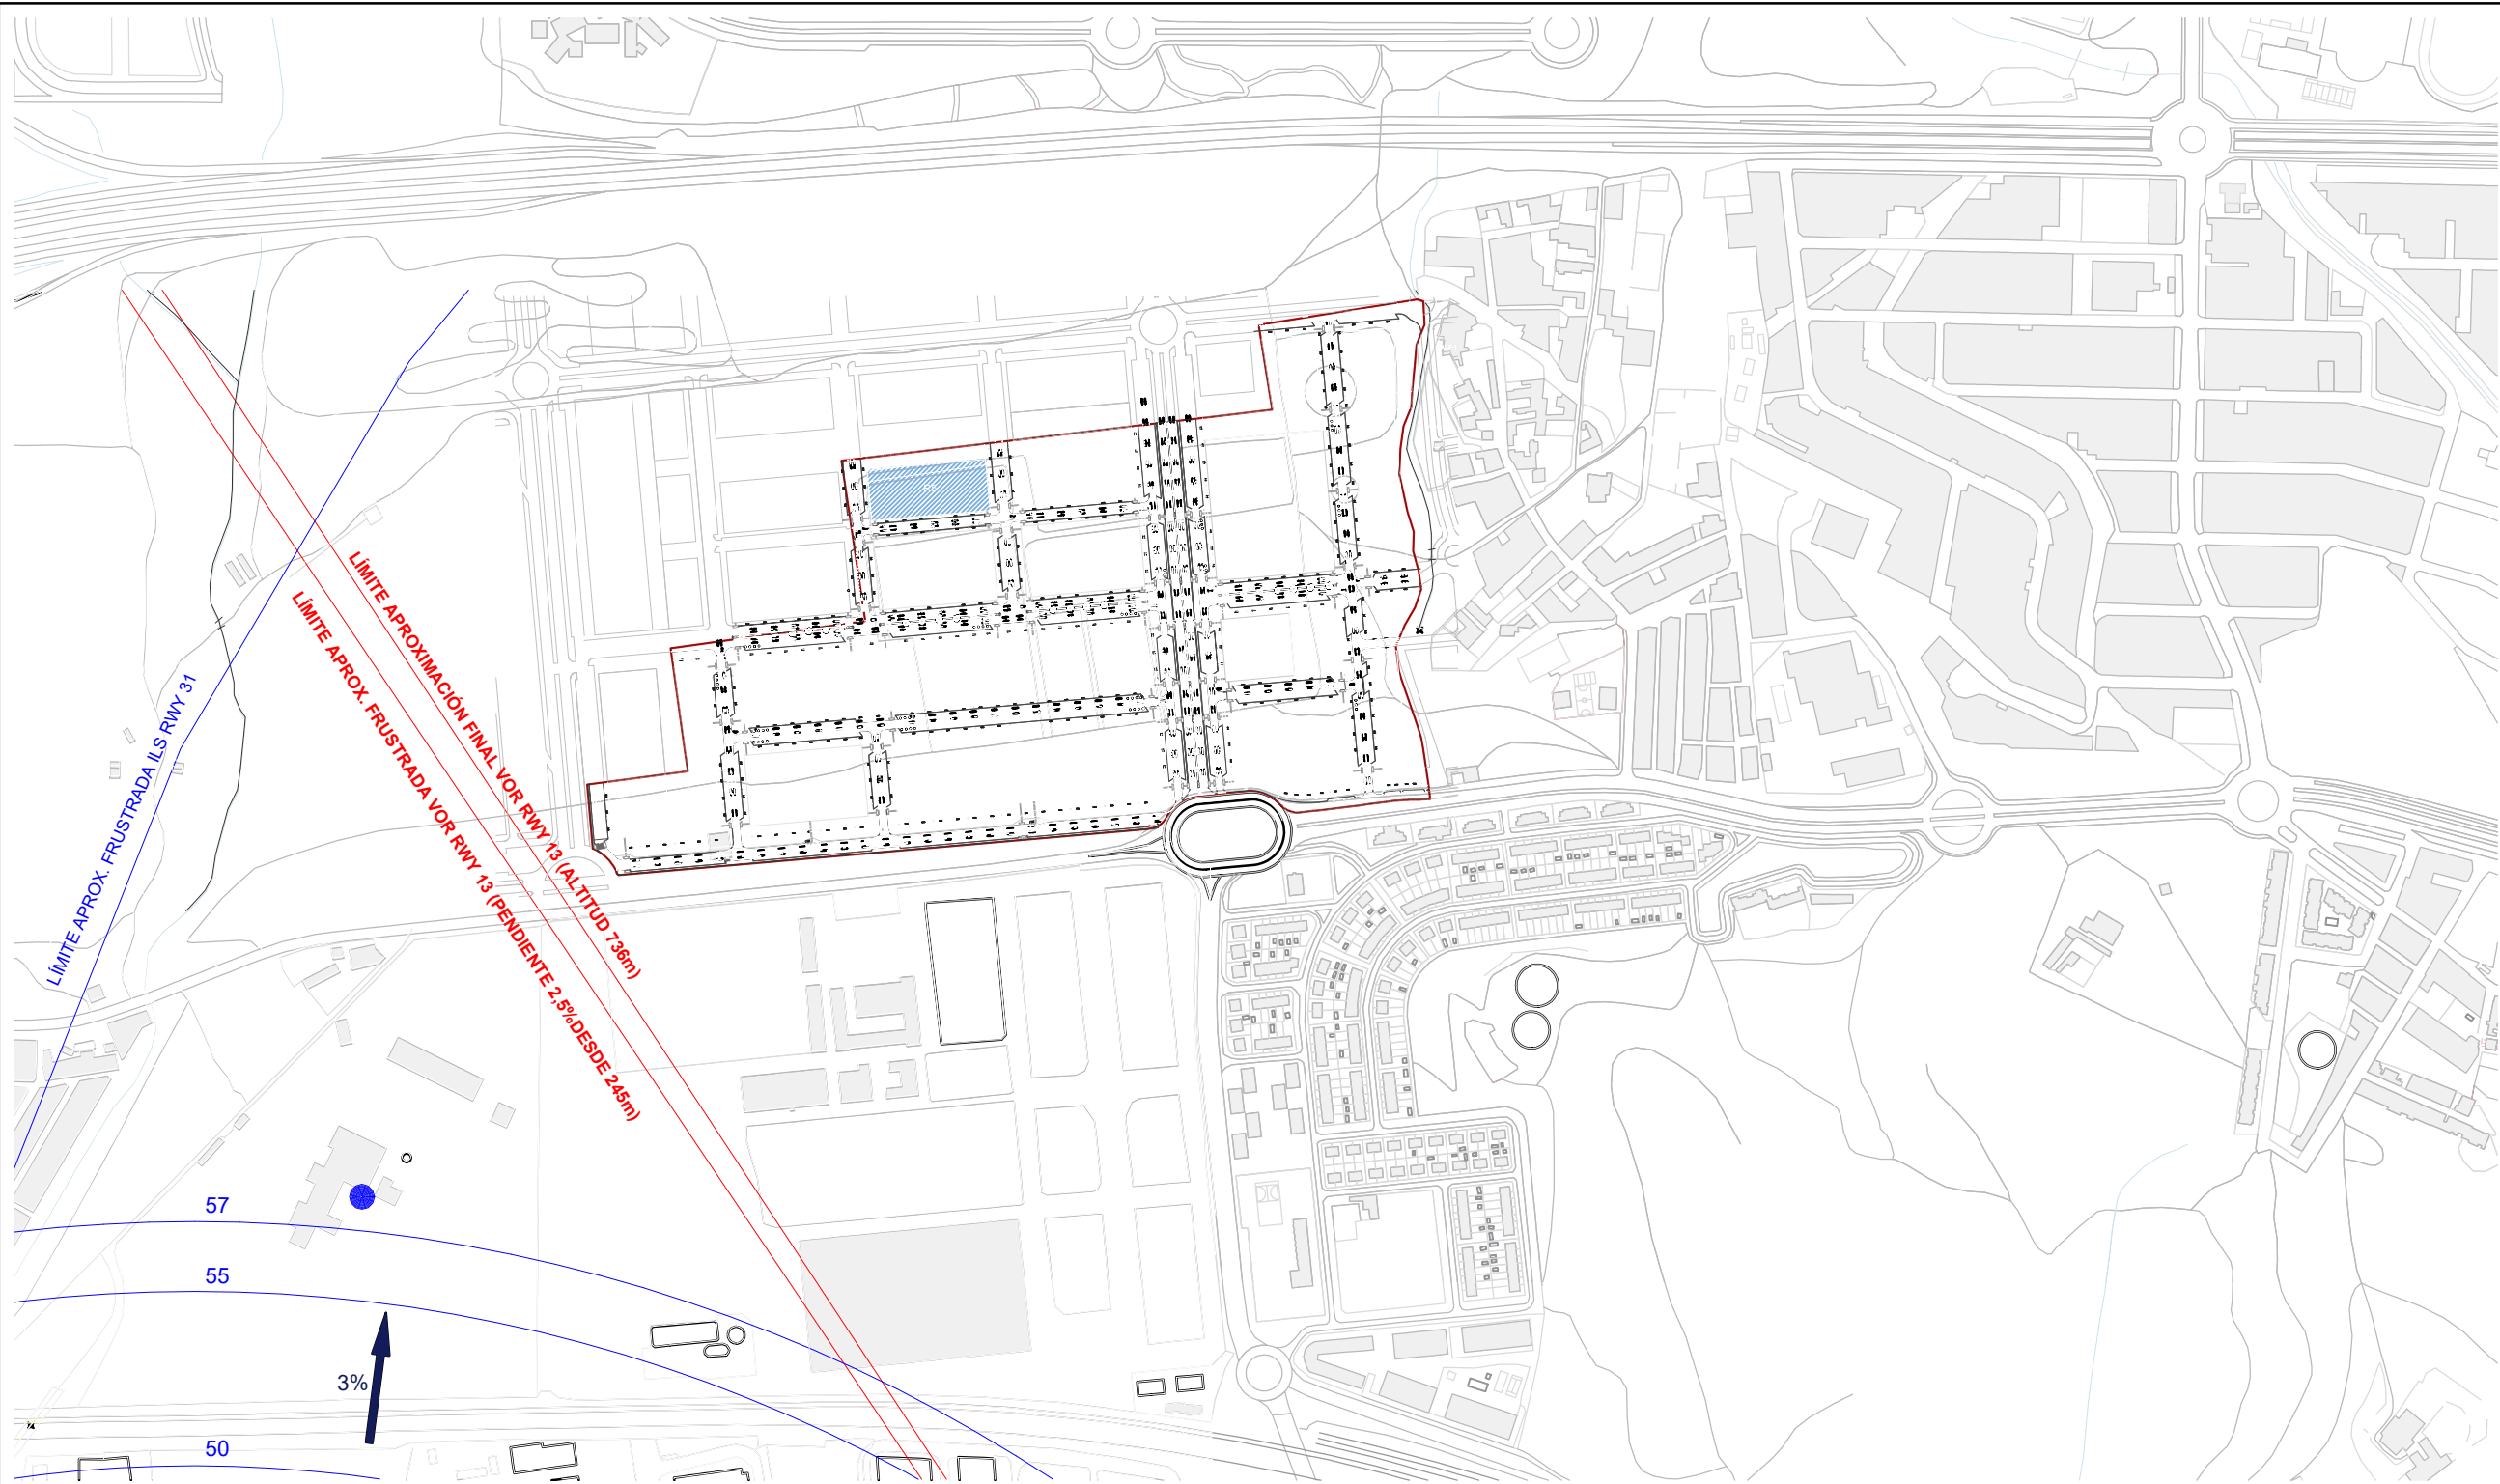 LÍMITE APROXIMACIÓN FINAL VOR RWY 13 (ALTITUD 736m)
LÍMITE APROX. FRUSTRADA VOR RWY 13 (PENDIENTE 2,5%DESDE 245m)
LÍMITE APROX. FRUSTRADA ILS RWY 31
57
55
3%
50